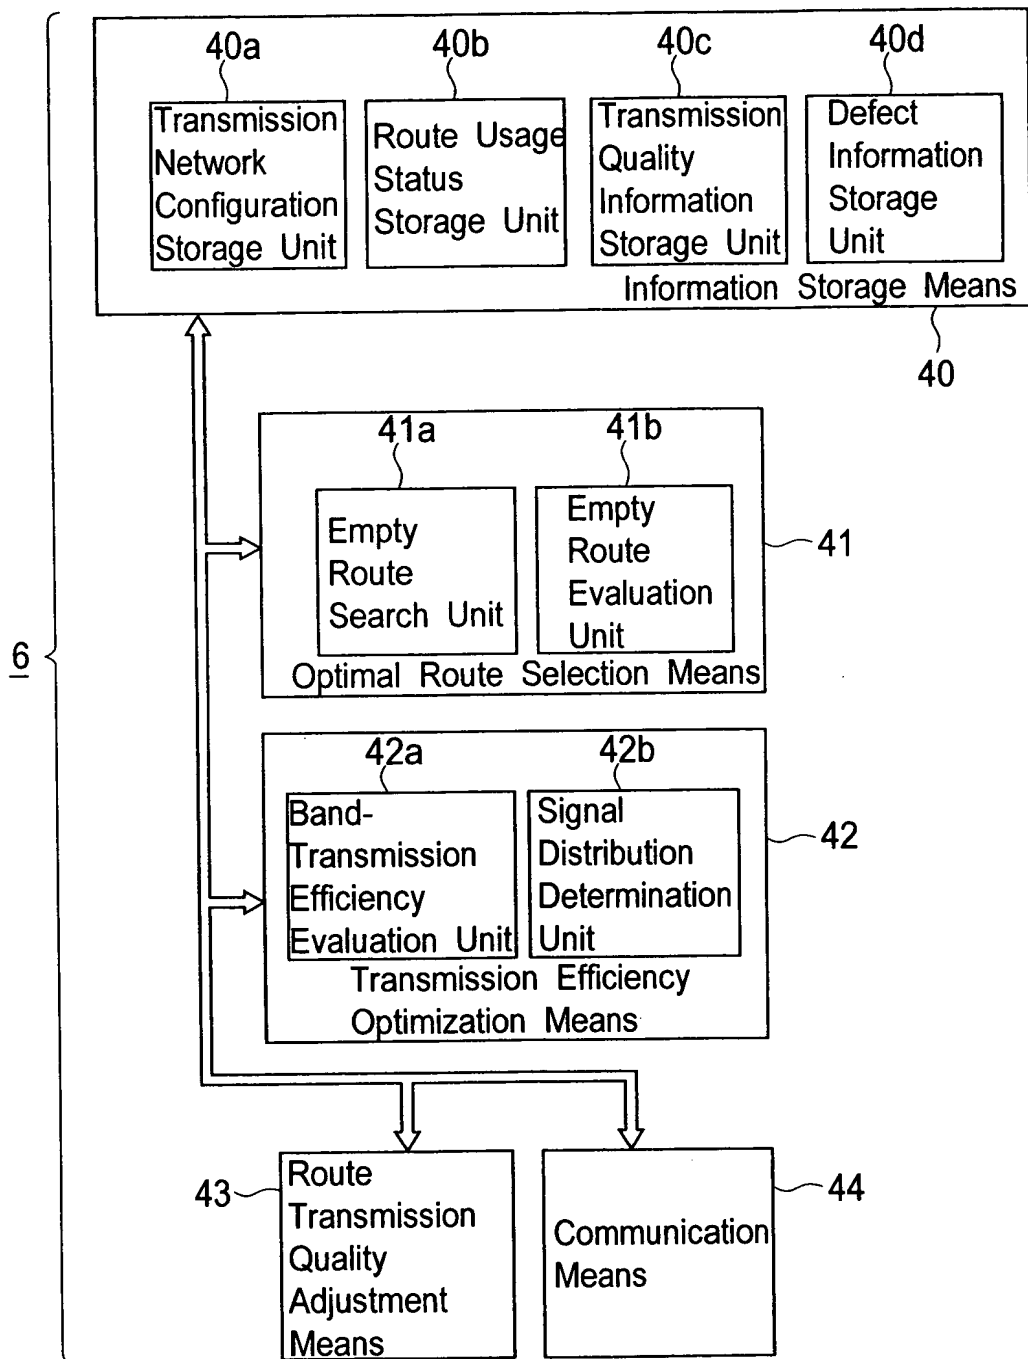 40a
40b
40c
40d
Transmission
Network
Configuration
Storage Unit
Route Usage
Status
Storage Unit
Transmission
Quality
Information
Storage Unit
Defect
Information
Storage
Unit
Information Storage Means
40
41a
41b
Empty
Route
Search Unit
Empty
Route
Evaluation
Unit
41
Optimal Route Selection Means
6
42a
42b
Band-
Transmission
Efficiency
Evaluation Unit
Signal
Distribution
Determination
Unit
42
Transmission Efficiency
Optimization Means
43
Route
Transmission
Quality
Adjustment
Means
44
Communication
Means